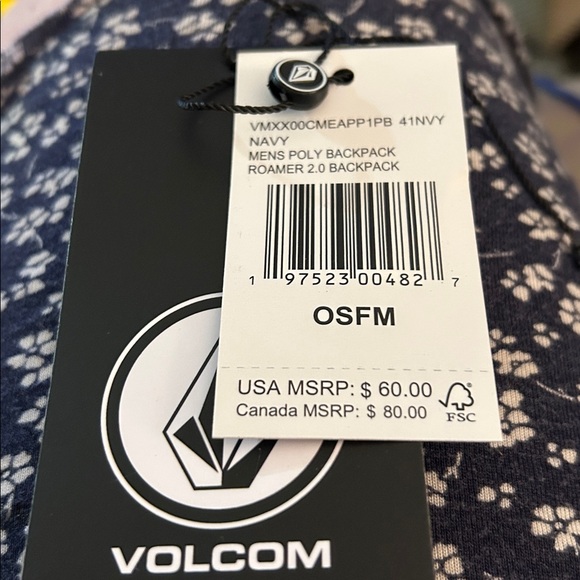 VMXX00CMEAPP1PB 41NVY
NAVY
MENS POLY BACKPACK
ROAMER 2.0 BACKPACK
1 97523 00482 7
OSFM
USA MSRP: $ 60.00
Canada MSRP: $ 80.00
FSC
VOLCOM